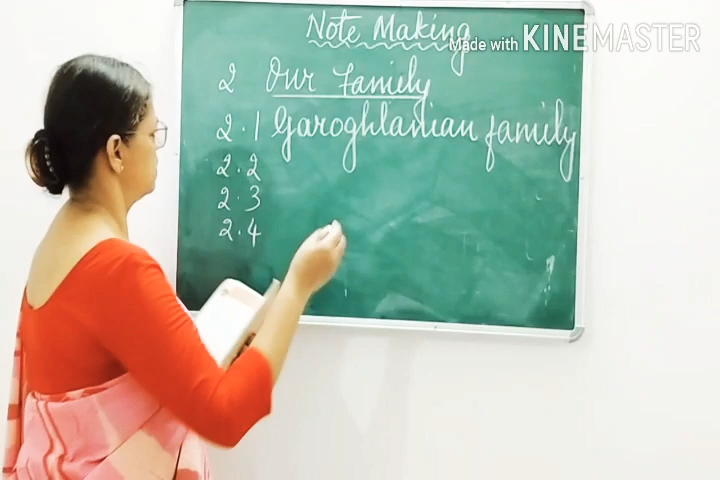 Note Making
Made with KINEMASTER
2 Our Family
2.1 Garoghlanian family
2.2
2.3
2.4